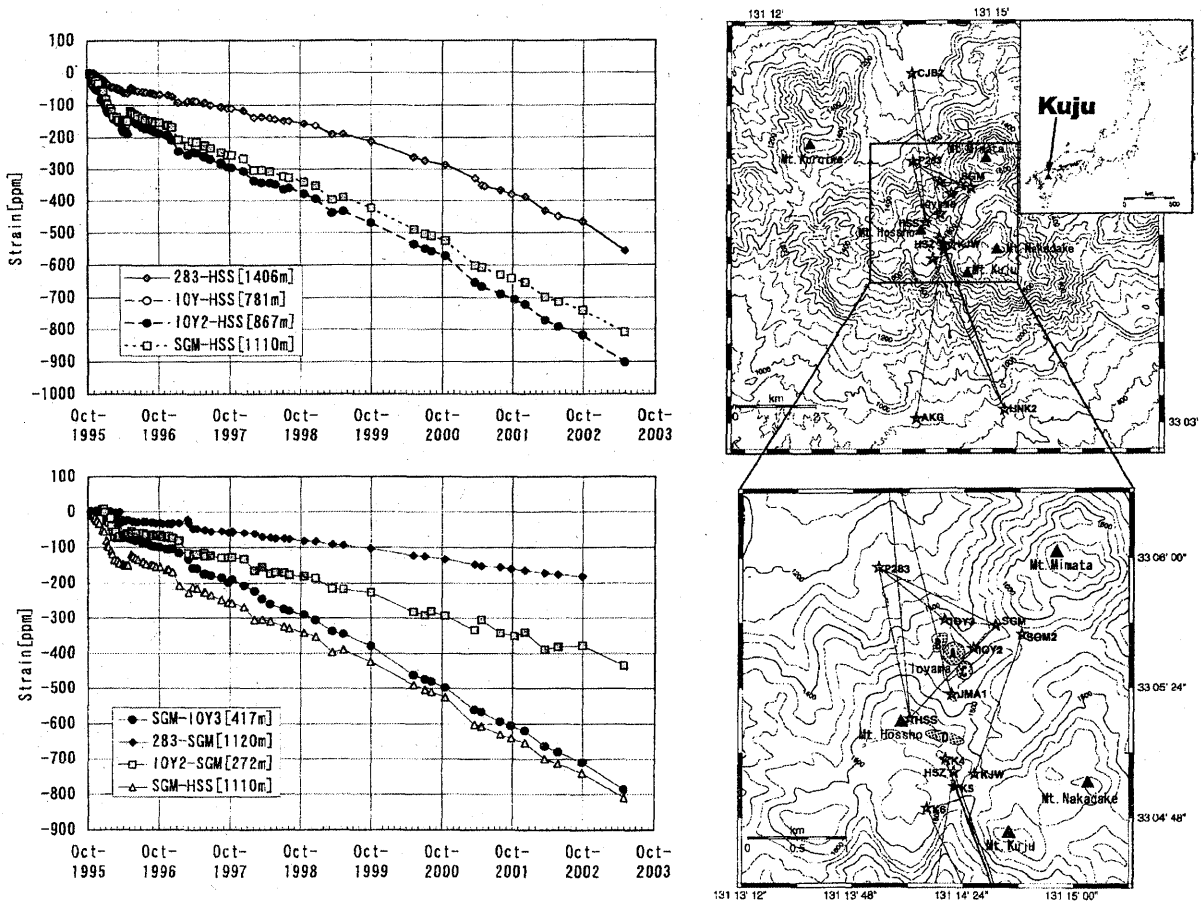 100
0
-100
-200
-300
-400
-500
-600
-700
-800
-900
-1000
Strain[ppm]
283-HSS[1406m]
IOY-HSS[781m]
IOY2-HSS[867m]
SGM-HSS[1110m]
Oct- Oct- Oct- Oct- Oct- Oct- Oct- Oct- Oct-
1995 1996 1997 1998 1999 2000 2001 2002 2003
100
0
-100
-200
-300
-400
-500
-600
-700
-800
-900
Strain[ppm]
SGM-IOY3[417m]
283-SGM[1120m]
IOY2-SGM[272m]
SGM-HSS[1110m]
Oct- Oct- Oct- Oct- Oct- Oct- Oct- Oct- Oct-
1995 1996 1997 1998 1999 2000 2001 2002 2003
131 12
131 15
CJB2
Kuju
km
0 500
Mt. Mimata
SGM
HSS
Mt. Hossho
HSZ
KJW
Mt. Nakadake
Mt. Kuju
km
0
AKG
HNK2
33 03'
P283
Mt. Mimata
33 06' 00"
IOY3
SGM
SGM2
IOY2
B
A
C
Ioyama
JMA1
33 05' 24"
HSS
Mt. Hossho
D
K4
HSZ
KJW
K5
K6
Mt. Nakadake
33 04' 48"
Mt. Kuju
km
0 0.5
131 13' 12"
131 13' 48"
131 14' 24"
131 15' 00"